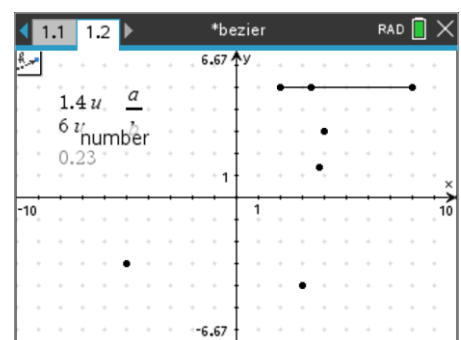 1.1 1.2 *bezier RAD
6.67 y
1.4 u a
6 u
number
0.23
1
x
-10 1 10
-6.67